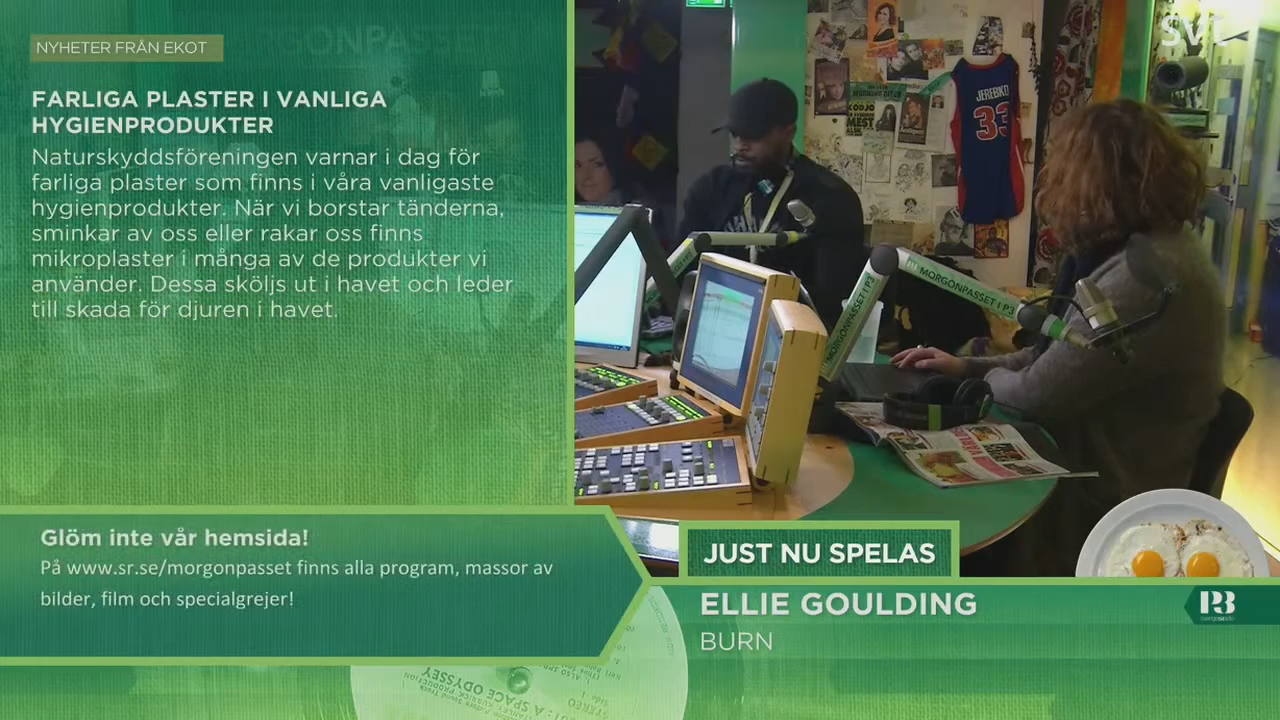 NYHETER FRÅN EKOT
FARLIGA PLASTER I VANLIGA
HYGIENPRODUKTER
Naturskyddsföreningen varnar i dag för
farliga plaster som finns i våra vanligaste
hygienprodukter. När vi borstar tänderna,
sminkar av oss eller rakar oss finns
mikroplaster i många av de produkter vi
använder. Dessa sköljs ut i havet och leder
till skada för djuren i havet.
Glöm inte vår hemsida!
På www.sr.se/morgonpasset finns alla program, massor av
bilder, film och specialgrejer!
svt
JEREBKO
33
MORGONPASSET I P3
MORGONPASSET I P3
JUST NU SPELAS
ELLIE GOULDING
BURN
P3
A SPACE ODYSSEY